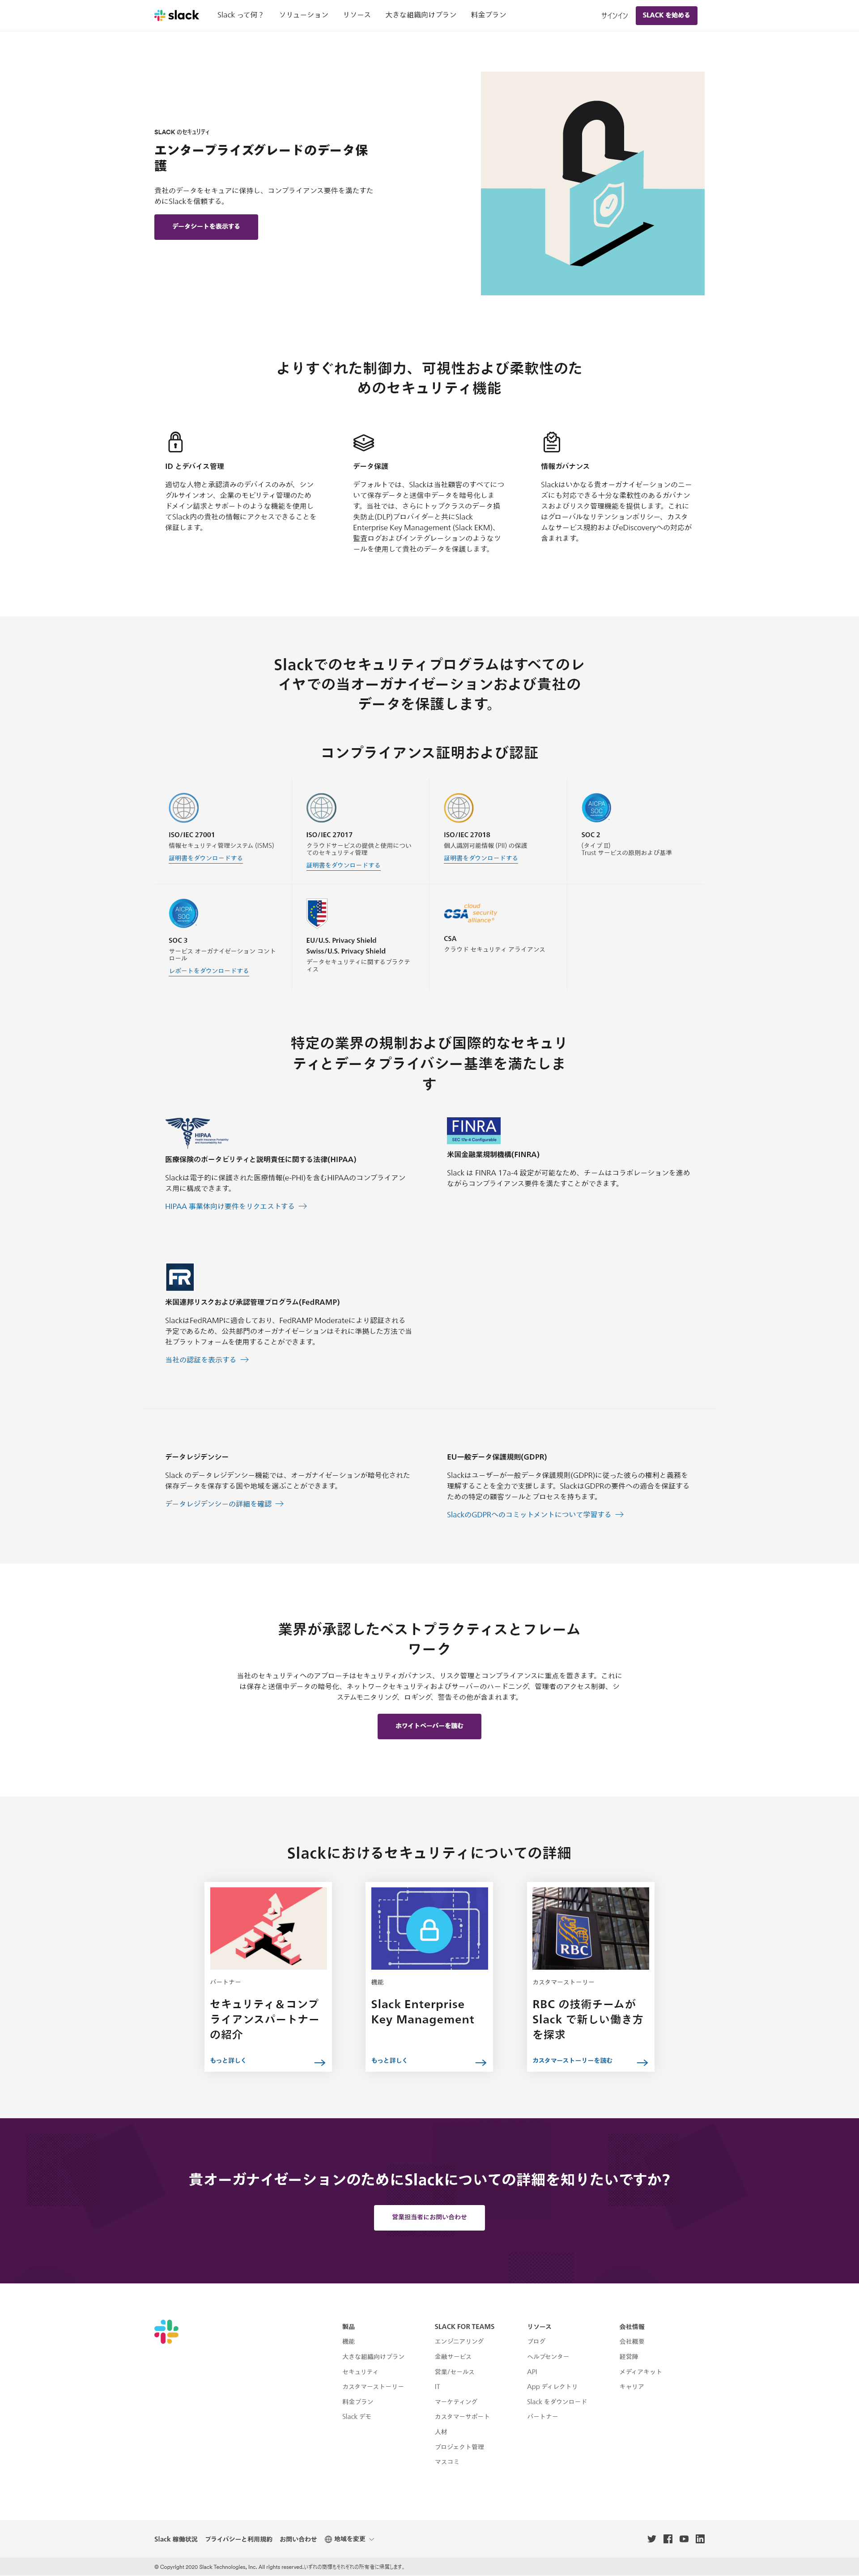 slack
Slack って何？
ソリューション
リソース
大きな組織向けプラン
料金プラン
サインイン
SLACK を始める
SLACK のセキュリティ
エンタープライズグレードのデータ保
護
貴社のデータをセキュアに保持し、コンプライアンス要件を満たすた
めにSlackを信頼する。
データシートを表示する
よりすぐれた制御力、可視性および柔軟性のた
めのセキュリティ機能
ID とデバイス管理
適切な人物と承認済みのデバイスのみが、シン
グルサインオン、企業のモビリティ管理のため
ドメイン請求とサポートのような機能を使用し
てSlack内の貴社の情報にアクセスできることを
保証します。
データ保護
デフォルトでは、Slackは当社顧客のすべてにつ
いて保存データと送信中データを暗号化しま
す。当社では、さらにトップクラスのデータ損
失防止(DLP)プロバイダーと共にSlack
Enterprise Key Management (Slack EKM)、
監査ログおよびインテグレーションのようなツ
ールを使用して貴社のデータを保護します。
情報ガバナンス
Slackはいかなる貴オーガナイゼーションのニー
ズにも対応できる十分な柔軟性のあるガバナン
スおよびリスク管理機能を提供します。これに
はグローバルなリテンションポリシー、カスタ
ムなサービス規約およびeDiscoveryへの対応が
含まれます。
Slackでのセキュリティプログラムはすべてのレ
イヤでの当オーガナイゼーションおよび貴社の
データを保護します。
コンプライアンス証明および認証
ISO/IEC 27001
情報セキュリティ管理システム (ISMS)
証明書をダウンロードする
ISO/IEC 27017
クラウドサービスの提供と使用につい
てのセキュリティ管理
証明書をダウンロードする
ISO/IEC 27018
個人識別可能情報 (PII) の保護
証明書をダウンロードする
AICPA
SOC
SOC 2
(タイプ II)
Trust サービスの原則および基準
AICPA
SOC
SOC 3
サービス オーガナイゼーション コント
ロール
レポートをダウンロードする
EU/U.S. Privacy Shield
Swiss/U.S. Privacy Shield
データセキュリティに関するプラクテ
ィス
CSA cloud security alliance®
CSA
クラウド セキュリティ アライアンス
特定の業界の規制および国際的なセキュリ
ティとデータプライバシー基準を満たしま
す
HIPAA
医療保険のポータビリティと説明責任に関する法律(HIPAA)
Slackは電子的に保護された医療情報(e-PHI)を含むHIPAAのコンプライアン
ス用に構成できます。
HIPAA 事業体向け要件をリクエストする
FINRA
SEC 17a-4 Configurable
米国金融業規制機構(FINRA)
Slack は FINRA 17a-4 設定が可能なため、チームはコラボレーションを進め
ながらコンプライアンス要件を満たすことができます。
FR
米国連邦リスクおよび承認管理プログラム(FedRAMP)
SlackはFedRAMPに適合しており、FedRAMP Moderateにより認証される
予定であるため、公共部門のオーガナイゼーションはそれに準拠した方法で当
社プラットフォームを使用することができます。
当社の認証を表示する
データレジデンシー
Slack のデータレジデンシー機能では、オーガナイゼーションが暗号化された
保存データを保存する国や地域を選ぶことができます。
データレジデンシーの詳細を確認
EU一般データ保護規則(GDPR)
Slackはユーザーが一般データ保護規則(GDPR)に従った彼らの権利と義務を
理解することを全力で支援します。SlackはGDPRの要件への適合を保証する
ための特定の顧客ツールとプロセスを持ちます。
SlackのGDPRへのコミットメントについて学習する
業界が承認したベストプラクティスとフレーム
ワーク
当社のセキュリティへのアプローチはセキュリティガバナンス、リスク管理とコンプライアンスに重点を置きます。これに
は保存と送信中データの暗号化、ネットワークセキュリティおよびサーバーのハードニング、管理者のアクセス制御、シ
ステムモニタリング、ロギング、警告その他が含まれます。
ホワイトペーパーを読む
Slackにおけるセキュリティについての詳細
パートナー
セキュリティ＆コンプ
ライアンスパートナー
の紹介
もっと詳しく
機能
Slack Enterprise
Key Management
もっと詳しく
RBC
カスタマーストーリー
RBC の技術チームが
Slack で新しい働き方
を探求
カスタマーストーリーを読む
貴オーガナイゼーションのためにSlackについての詳細を知りたいですか?
営業担当者にお問い合わせ
製品
機能
大きな組織向けプラン
セキュリティ
カスタマーストーリー
料金プラン
Slack デモ
SLACK FOR TEAMS
エンジニアリング
金融サービス
営業/セールス
IT
マーケティング
カスタマーサポート
人材
プロジェクト管理
マスコミ
リソース
ブログ
ヘルプセンター
API
App ディレクトリ
Slack をダウンロード
パートナー
会社情報
会社概要
経営陣
メディアキット
キャリア
Slack 稼働状況
プライバシーと利用規約
お問い合わせ
地域を変更
© Copyright 2020 Slack Technologies, Inc. All rights reserved.いずれの商標もそれぞれの所有者に帰属します。